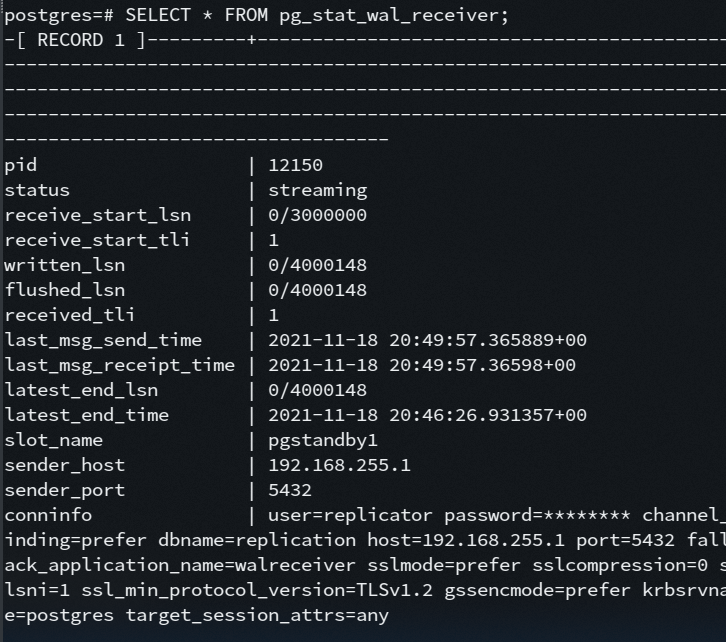 postgres=# SELECT * FROM pg_stat_wal_receiver;
-[ RECORD 1 ]---------+-------------------------------------------
------------------------------------------------------------------
------------------------------------------------------------------
------------------------------------------------------------------
-----------------------------------
pid                   | 12150
status                | streaming
receive_start_lsn     | 0/3000000
receive_start_tli     | 1
written_lsn           | 0/4000148
flushed_lsn           | 0/4000148
received_tli          | 1
last_msg_send_time    | 2021-11-18 20:49:57.365889+00
last_msg_receipt_time | 2021-11-18 20:49:57.36598+00
latest_end_lsn        | 0/4000148
latest_end_time       | 2021-11-18 20:46:26.931357+00
slot_name             | pgstandby1
sender_host           | 192.168.255.1
sender_port           | 5432
conninfo              | user=replicator password=******** channel_
inding=prefer dbname=replication host=192.168.255.1 port=5432 fall
ack_application_name=walreceiver sslmode=prefer sslcompression=0 s
lsni=1 ssl_min_protocol_version=TLSv1.2 gssencmode=prefer krbsrvna
e=postgres target_session_attrs=any